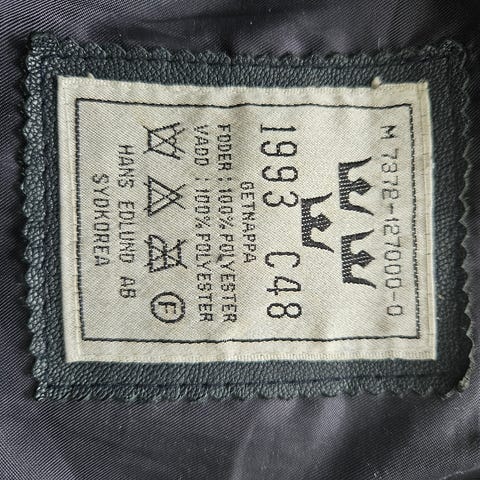 M 7378-127000-0
1993 C48
GETNAPPA
FODER : 100% POLYESTER
VADD : 100% POLYESTER
F
HANS EDLUND AB
SYDKOREA